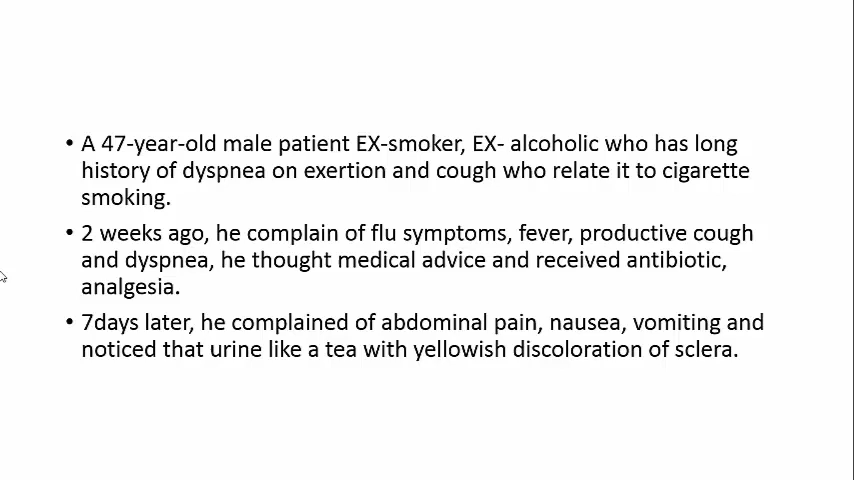 • A 47-year-old male patient EX-smoker, EX- alcoholic who has long
history of dyspnea on exertion and cough who relate it to cigarette
smoking.
• 2 weeks ago, he complain of flu symptoms, fever, productive cough
and dyspnea, he thought medical advice and received antibiotic,
analgesia.
• 7days later, he complained of abdominal pain, nausea, vomiting and
noticed that urine like a tea with yellowish discoloration of sclera.